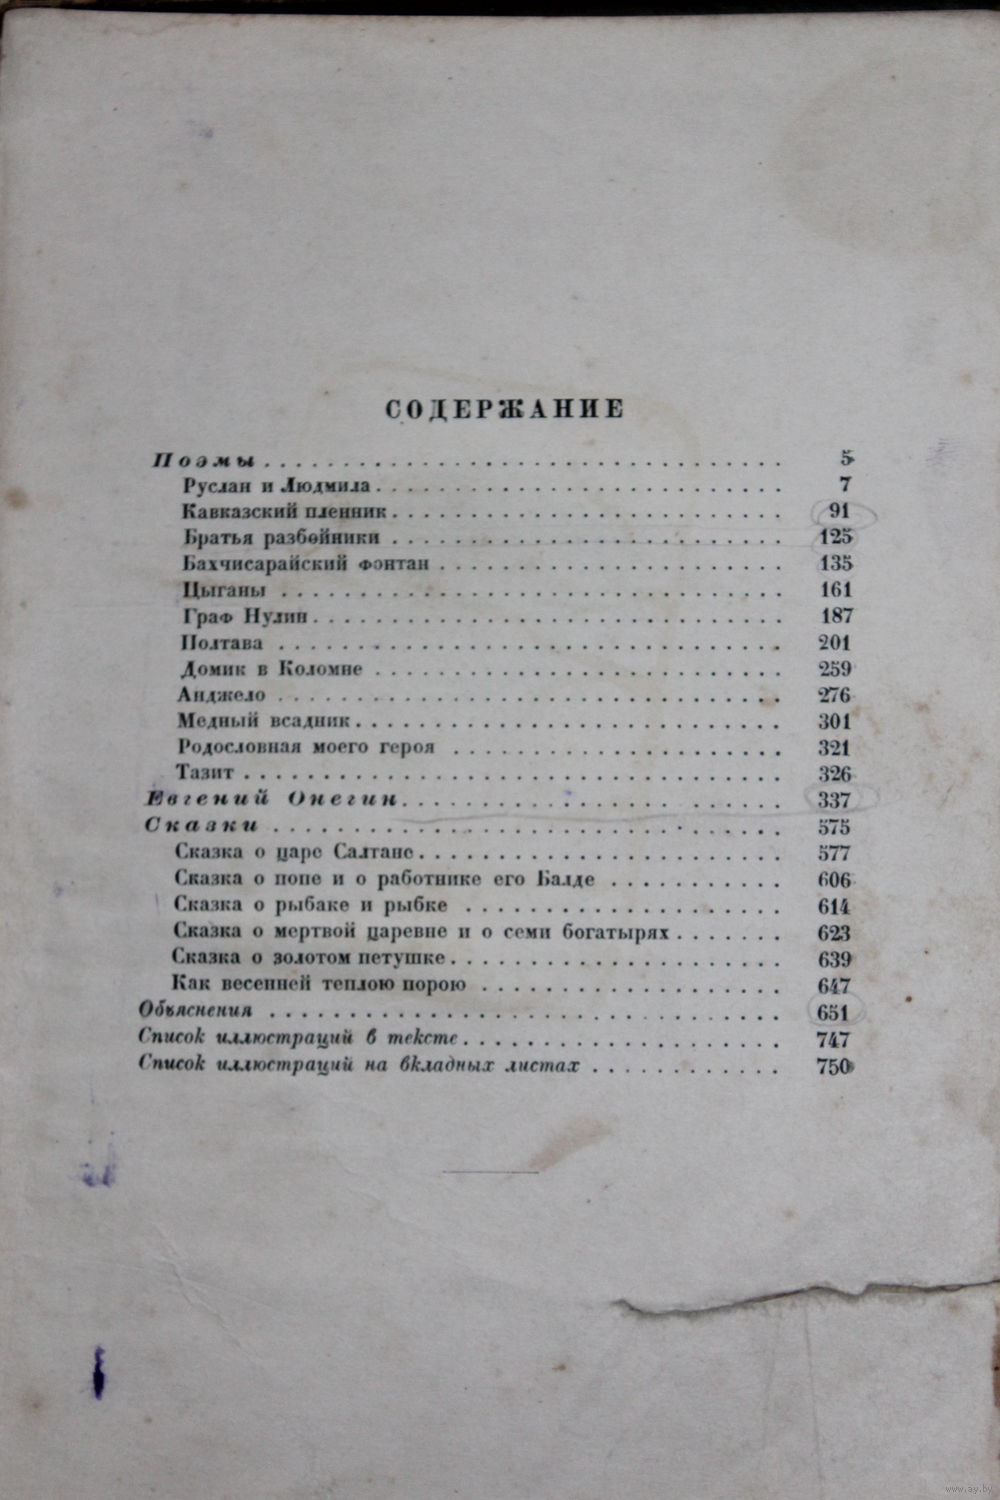 СОДЕРЖАНИЕ
Поэмы . . . . . . . . . . . . . . . . . . . . . . . . . . . . . . . . . 5
Руслан и Людмила . . . . . . . . . . . . . . . . . . . . . . . . . . 7
Кавказский пленник . . . . . . . . . . . . . . . . . . . . . . . . . 91
Братья разбойники . . . . . . . . . . . . . . . . . . . . . . . . . 125
Бахчисарайский фонтан . . . . . . . . . . . . . . . . . . . . . . 135
Цыганы . . . . . . . . . . . . . . . . . . . . . . . . . . . . . . . . 161
Граф Нулин . . . . . . . . . . . . . . . . . . . . . . . . . . . . . . 187
Полтава . . . . . . . . . . . . . . . . . . . . . . . . . . . . . . . . 201
Домик в Коломне . . . . . . . . . . . . . . . . . . . . . . . . . . 259
Анджело . . . . . . . . . . . . . . . . . . . . . . . . . . . . . . . . 276
Медный всадник . . . . . . . . . . . . . . . . . . . . . . . . . . . 301
Родословная моего героя . . . . . . . . . . . . . . . . . . . . . 321
Тазит . . . . . . . . . . . . . . . . . . . . . . . . . . . . . . . . . . 326
Евгений Онегин . . . . . . . . . . . . . . . . . . . . . . . . 337
Сказки . . . . . . . . . . . . . . . . . . . . . . . . . . . . . . . . 575
Сказка о царе Салтане . . . . . . . . . . . . . . . . . . . . . . . 577
Сказка о попе и о работнике его Балде . . . . . . . . . . . 606
Сказка о рыбаке и рыбке . . . . . . . . . . . . . . . . . . . . 614
Сказка о мертвой царевне и о семи богатырях . . . . . . . 623
Сказка о золотом петушке . . . . . . . . . . . . . . . . . . . . . 639
Как весенней теплою порою . . . . . . . . . . . . . . . . . . . 647
Объяснения . . . . . . . . . . . . . . . . . . . . . . . . . . . . . . 651
Список иллюстраций в тексте . . . . . . . . . . . . . . . . . . . . 747
Список иллюстраций на вкладных листах . . . . . . . . . . . . 750
www.ay.by